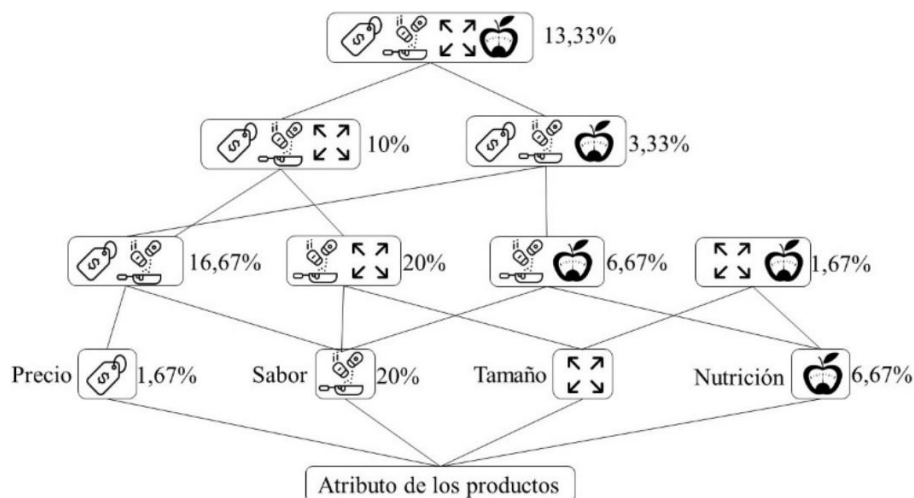 13,33%
10%
3,33%
16,67%
20%
6,67%
1,67%
Precio
1,67%
Sabor
20%
Tamaño
Nutrición
6,67%
Atributo de los productos